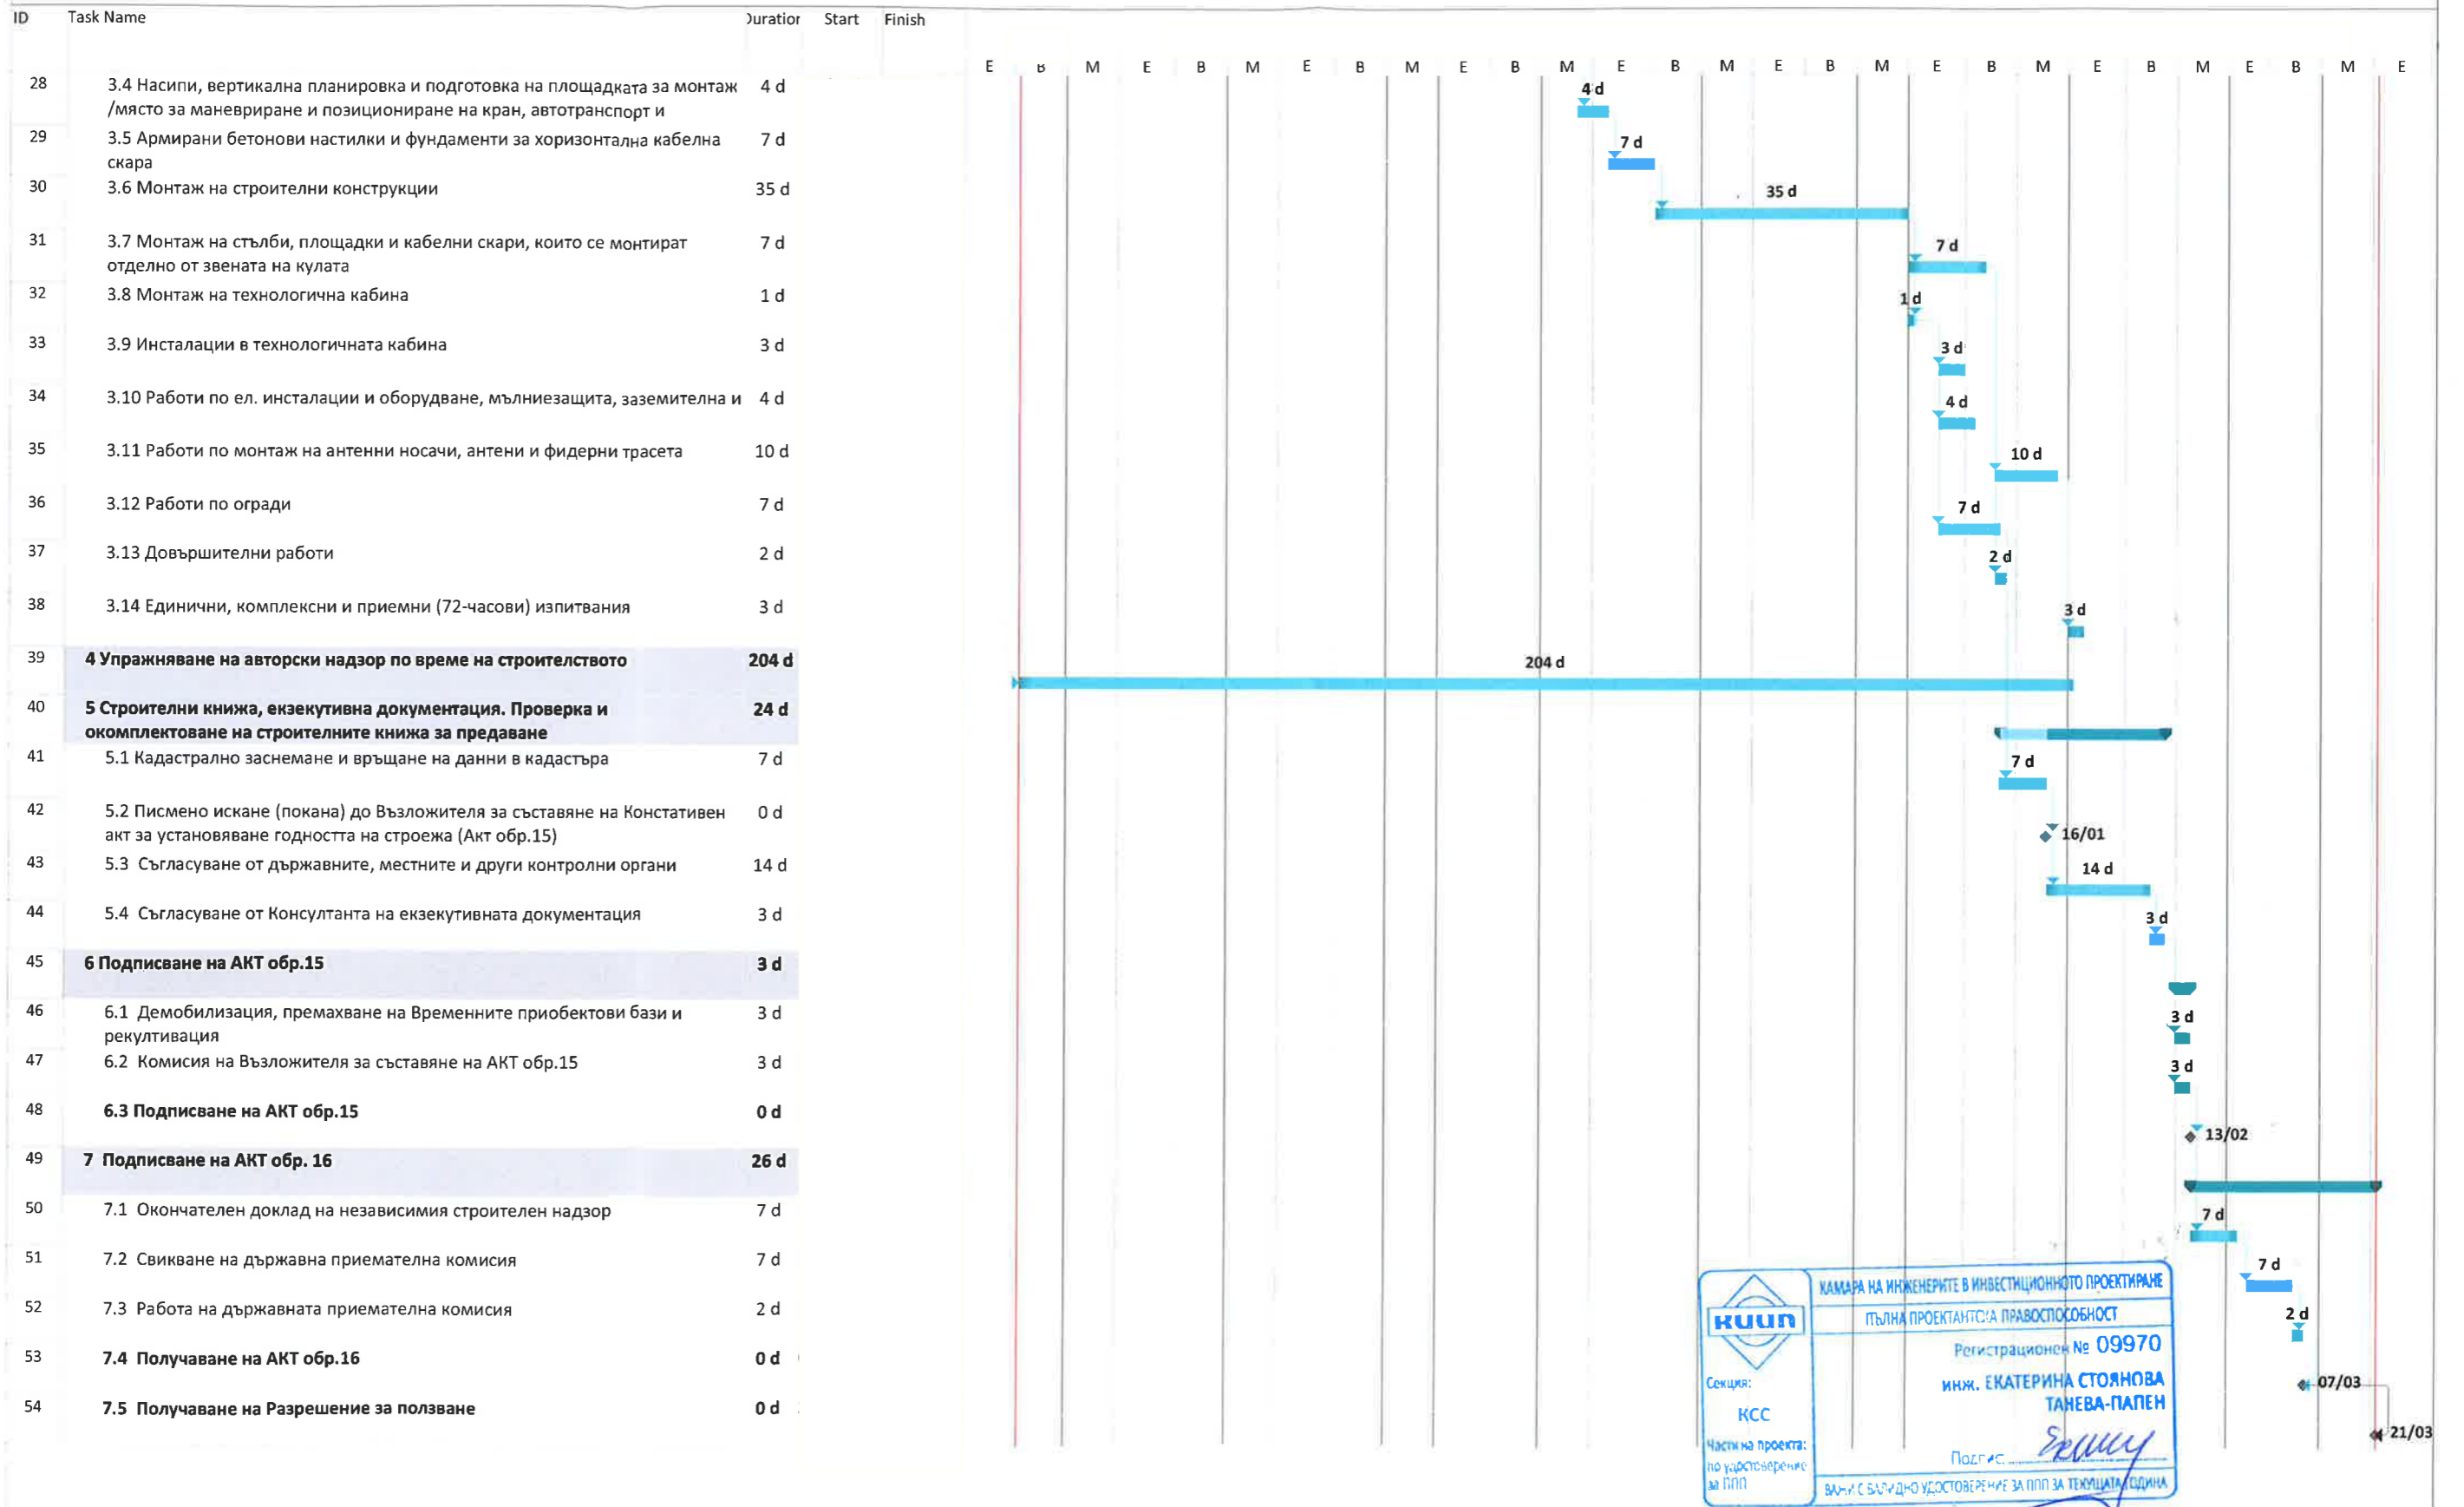 ID Task Name Duration Start Finish
E B M E B M E B M E B M E B M E B M E B M E B M E B M E
28 3.4 Насипи, вертикална планировка и подготовка на площадката за монтаж 4 d
/място за маневриране и позициониране на кран, автотранспорт и
4 d
29 3.5 Армирани бетонови настилки и фундаменти за хоризонтална кабелна 7 d
скара
7 d
30 3.6 Монтаж на строителни конструкции 35 d
35 d
31 3.7 Монтаж на стълби, площадки и кабелни скари, които се монтират 7 d
отделно от звената на кулата
7 d
32 3.8 Монтаж на технологична кабина 1 d
1 d
33 3.9 Инсталации в технологичната кабина 3 d
3 d
34 3.10 Работи по ел. инсталации и оборудване, мълниезащита, заземителна и 4 d
4 d
35 3.11 Работи по монтаж на антенни носачи, антени и фидерни трасета 10 d
10 d
36 3.12 Работи по огради 7 d
7 d
37 3.13 Довършителни работи 2 d
2 d
38 3.14 Единични, комплексни и приемни (72-часови) изпитвания 3 d
3 d
39 4 Упражняване на авторски надзор по време на строителството 204 d
204 d
40 5 Строителни книжа, екзекутивна документация. Проверка и 24 d
окомплектоване на строителните книжа за предаване
41 5.1 Кадастрално заснемане и връщане на данни в кадастъра 7 d
7 d
42 5.2 Писмено искане (покана) до Възложителя за съставяне на Констативен 0 d
акт за установяване годността на строежа (Акт обр.15)
16/01
43 5.3 Съгласуване от държавните, местните и други контролни органи 14 d
14 d
44 5.4 Съгласуване от Консултанта на екзекутивната документация 3 d
3 d
45 6 Подписване на АКТ обр.15 3 d
46 6.1 Демобилизация, премахване на Временните приобектови бази и 3 d
рекултивация
3 d
47 6.2 Комисия на Възложителя за съставяне на АКТ обр.15 3 d
3 d
48 6.3 Подписване на АКТ обр.15 0 d
13/02
49 7 Подписване на АКТ обр. 16 26 d
50 7.1 Окончателен доклад на независимия строителен надзор 7 d
7 d
51 7.2 Свикване на държавна приемателна комисия 7 d
7 d
52 7.3 Работа на държавната приемателна комисия 2 d
2 d
53 7.4 Получаване на АКТ обр.16 0 d
07/03
54 7.5 Получаване на Разрешение за ползване 0 d
21/03
КАМАРА НА ИНЖЕНЕРИТЕ В ИНВЕСТИЦИОННОТО ПРОЕКТИРАНЕ
ПЪЛНА ПРОЕКТАНТСКА ПРАВОСПОСОБНОСТ
КИИП
Регистрационен № 09970
Секция:
КСС
инж. ЕКАТЕРИНА СТОЯНОВА
ТАНЕВА-ПАПЕН
Части на проекта:
по удостоверение
за ППП
Подпис
ВАЖИ С ВАЛИДНО УДОСТОВЕРЕНИЕ ЗА ППП ЗА ТЕКУЩАТА ГОДИНА